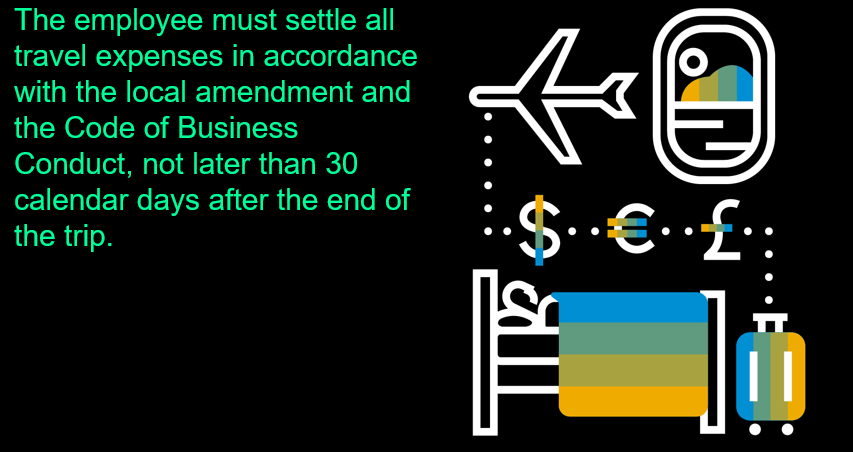 The employee must settle all
travel expenses in accordance
with the local amendment and
the Code of Business
Conduct, not later than 30
calendar days after the end of
the trip.
$ € £